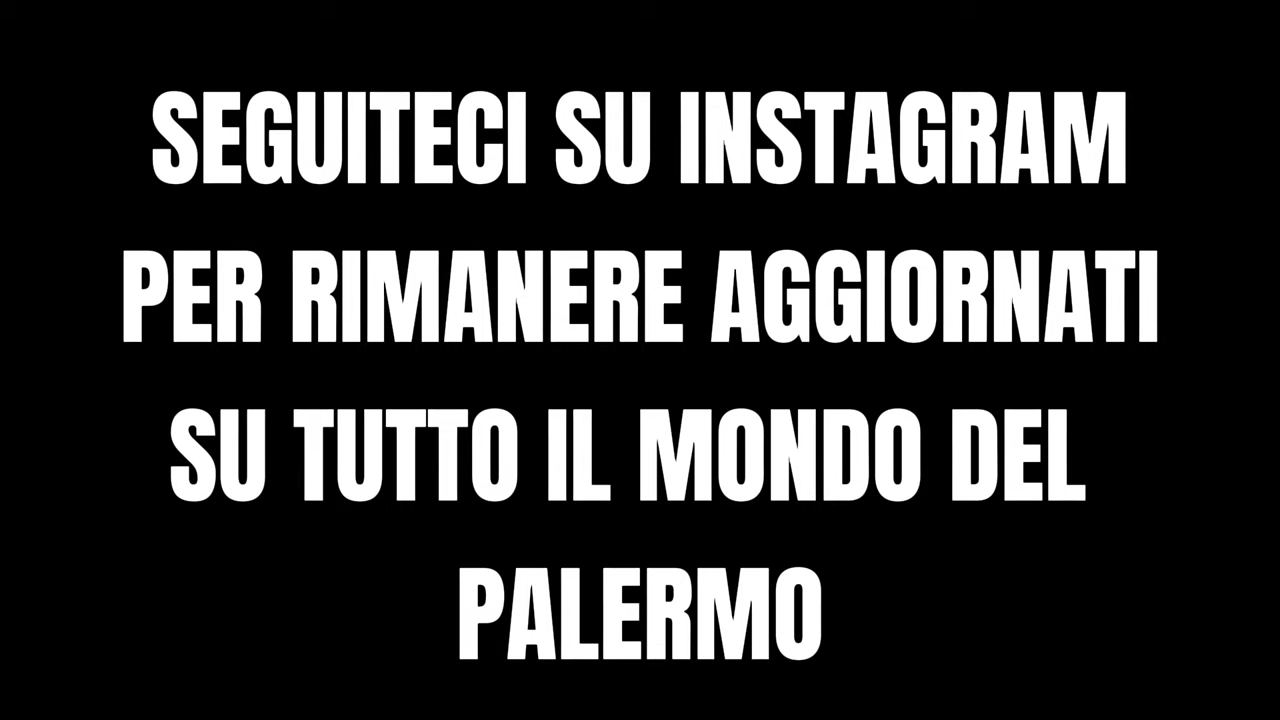 SEGUITECI SU INSTAGRAM
PER RIMANERE AGGIORNATI
SU TUTTO IL MONDO DEL
PALERMO